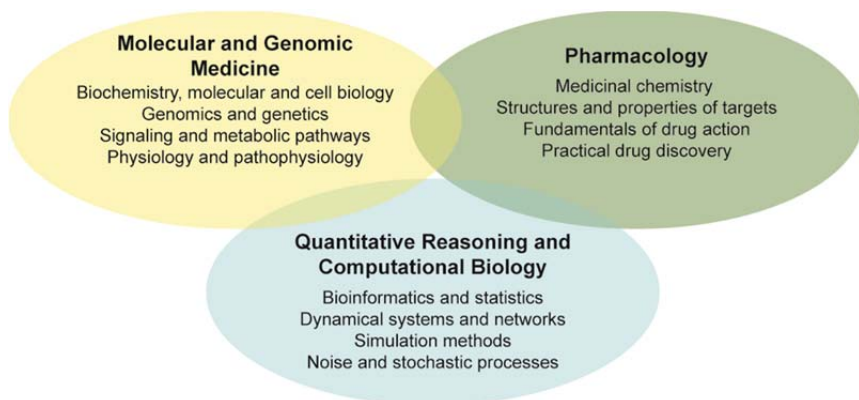 Molecular and Genomic
Medicine
Biochemistry, molecular and cell biology
Genomics and genetics
Signaling and metabolic pathways
Physiology and pathophysiology
Pharmacology
Medicinal chemistry
Structures and properties of targets
Fundamentals of drug action
Practical drug discovery
Quantitative Reasoning and
Computational Biology
Bioinformatics and statistics
Dynamical systems and networks
Simulation methods
Noise and stochastic processes